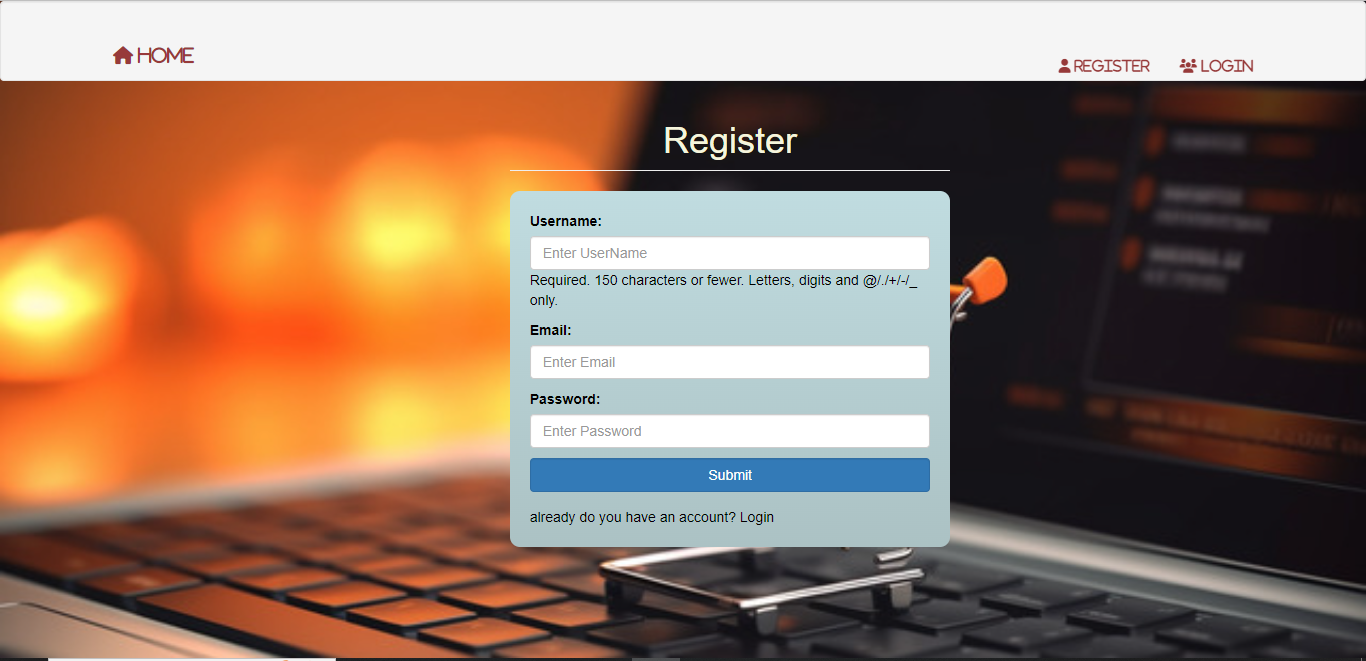 HOME
REGISTER LOGIN
Register
Username:
Enter UserName
Required. 150 characters or fewer. Letters, digits and @/./+/-/_
only.
Email:
Enter Email
Password:
Enter Password
Submit
already do you have an account? Login